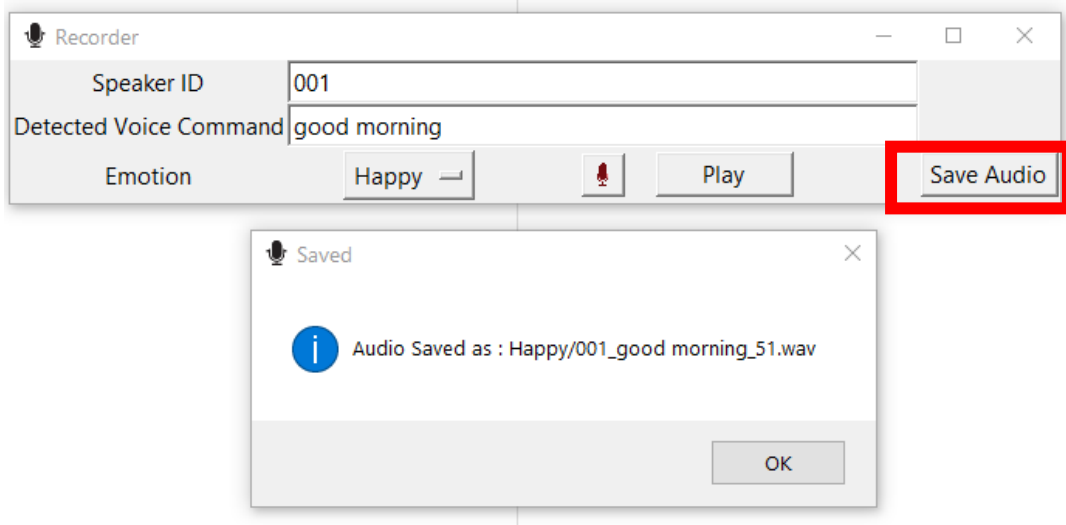 Recorder
Speaker ID 001
Detected Voice Command good morning
Emotion Happy Play Save Audio
Saved
Audio Saved as : Happy/001_good morning_51.wav
OK